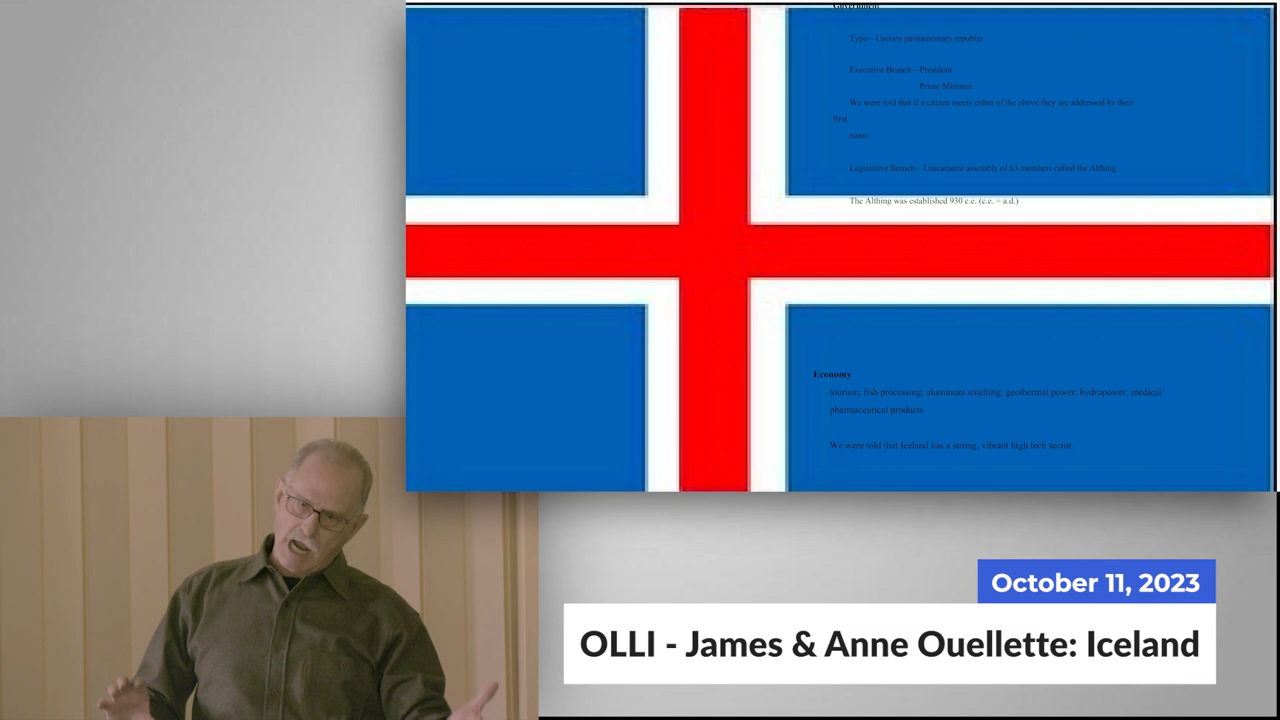 Government
Type—Unitary parliamentary republic
Executive Branch—President
Prime Minister
We were told that if a citizen meets either of the above they are addressed by their
first
name.
Legislative Branch—Unicameral assembly of 63 members called the Althing
The Althing was established 930 c.e. (c.e. = a.d.)
Economy
tourism, fish processing; aluminum smelting; geothermal power, hydropower; medical/
pharmaceutical products
We were told that Iceland has a strong, vibrant high tech sector
October 11, 2023
OLLI - James & Anne Ouellette: Iceland